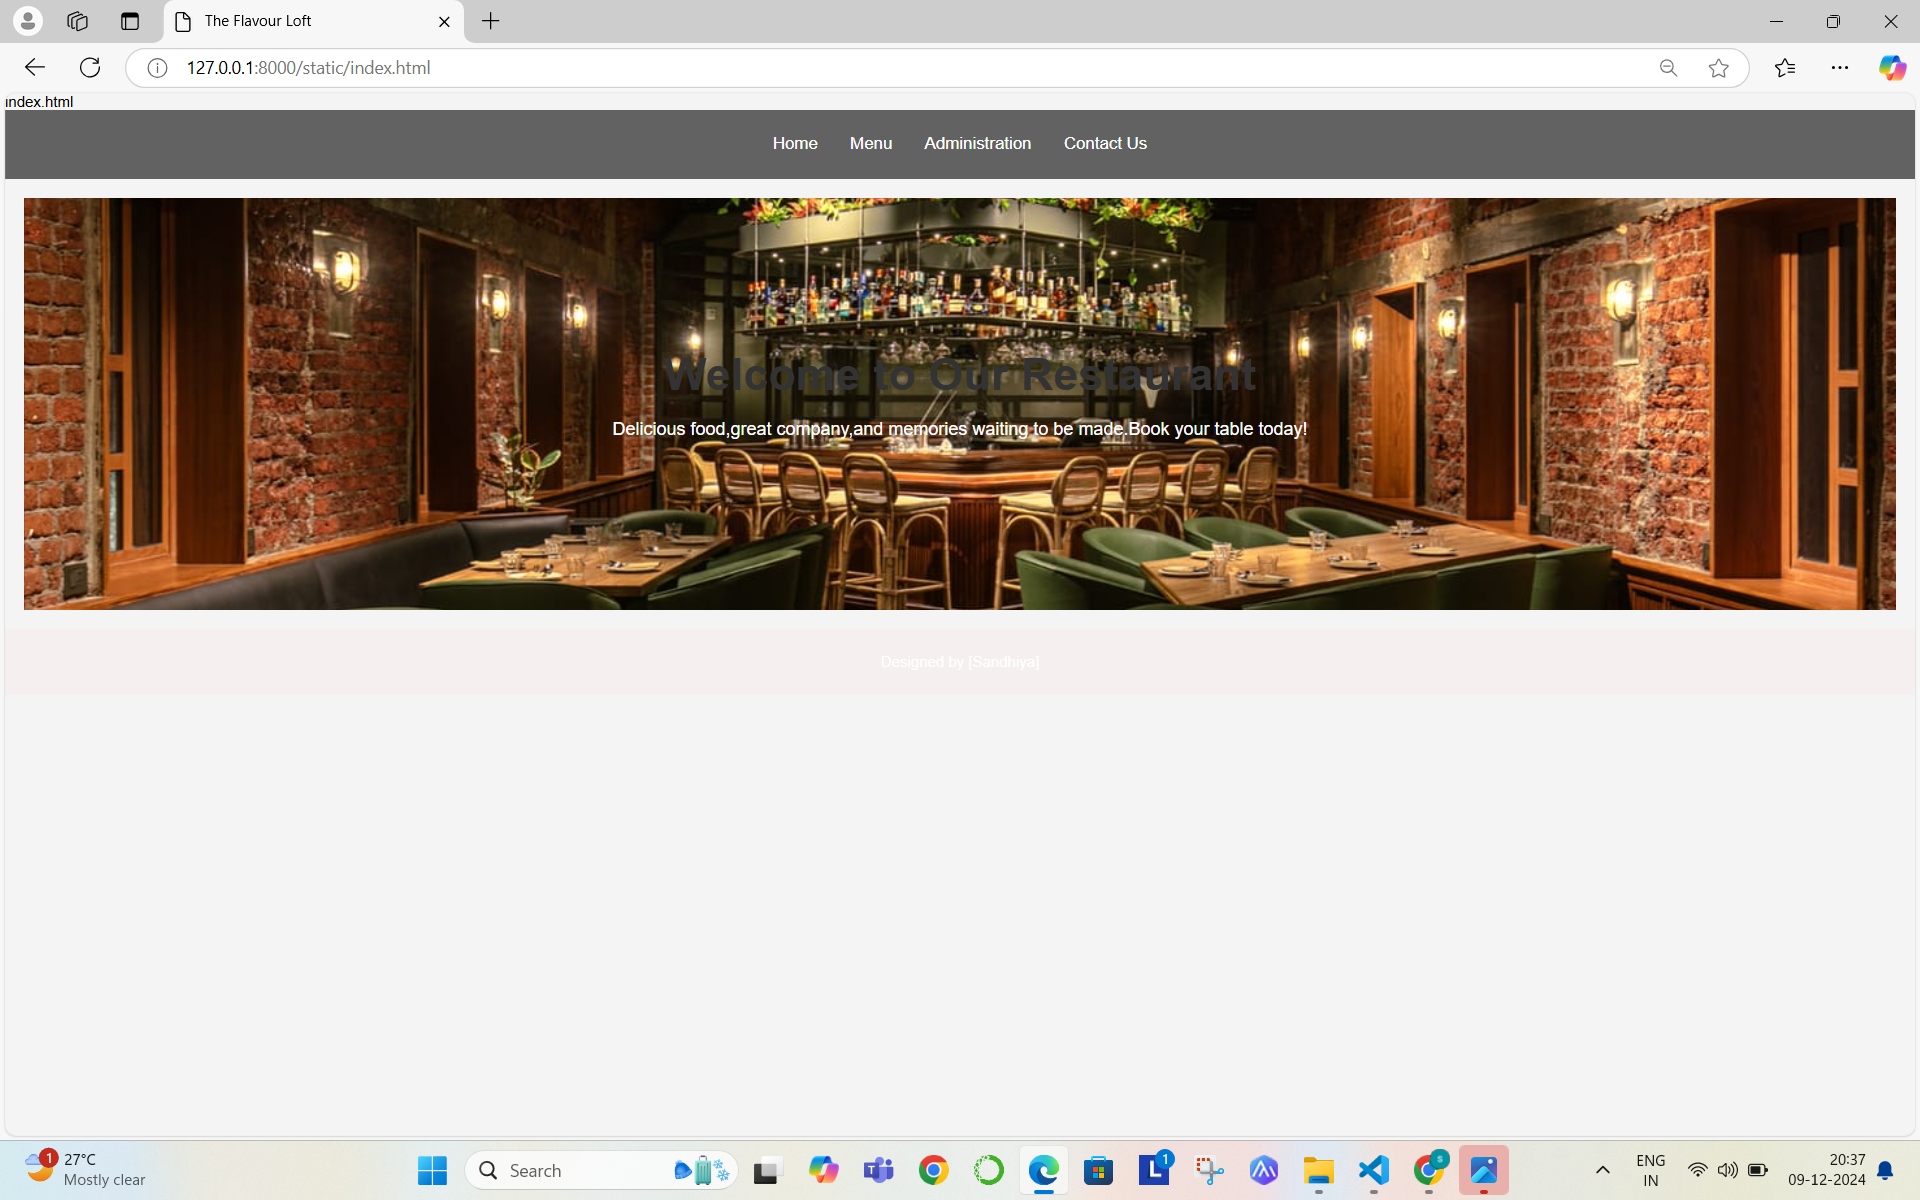 The Flavour Loft
127.0.0.1:8000/static/index.html
index.html
Home Menu Administration Contact Us
Welcome to Our Restaurant
Delicious food,great company,and memories waiting to be made.Book your table today!
Designed by [Sandhiya]
1
27°C
Mostly clear
Search
T
L
1
s
ENG
IN
20:37
09-12-2024